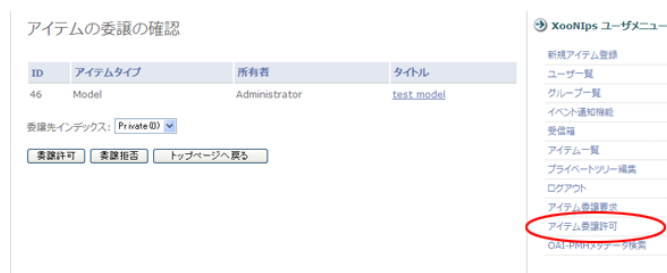 アイテムの委譲の確認
ID アイテムタイプ 所有者 タイトル
46 Model Administrator test model
委譲先インデックス: Private(0)
委譲許可 委譲拒否 トップページへ戻る
XooNIps ユーザメニュー
新規アイテム登録
ユーザ一覧
グループ一覧
イベント通知機能
受信箱
アイテム一覧
プライベートツリー編集
ログアウト
アイテム委譲要求
アイテム委譲許可
OAI-PMHメタデータ検索